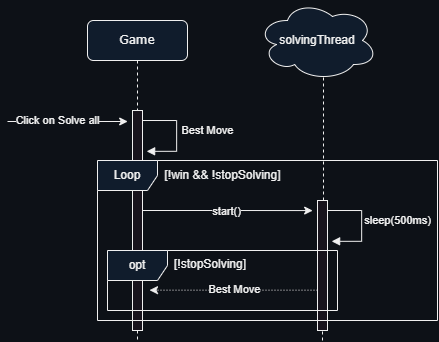 Game
solvingThread
Click on Solve all
Best Move
Loop
[!win && !stopSolving]
start()
sleep(500ms)
opt
[!stopSolving]
Best Move